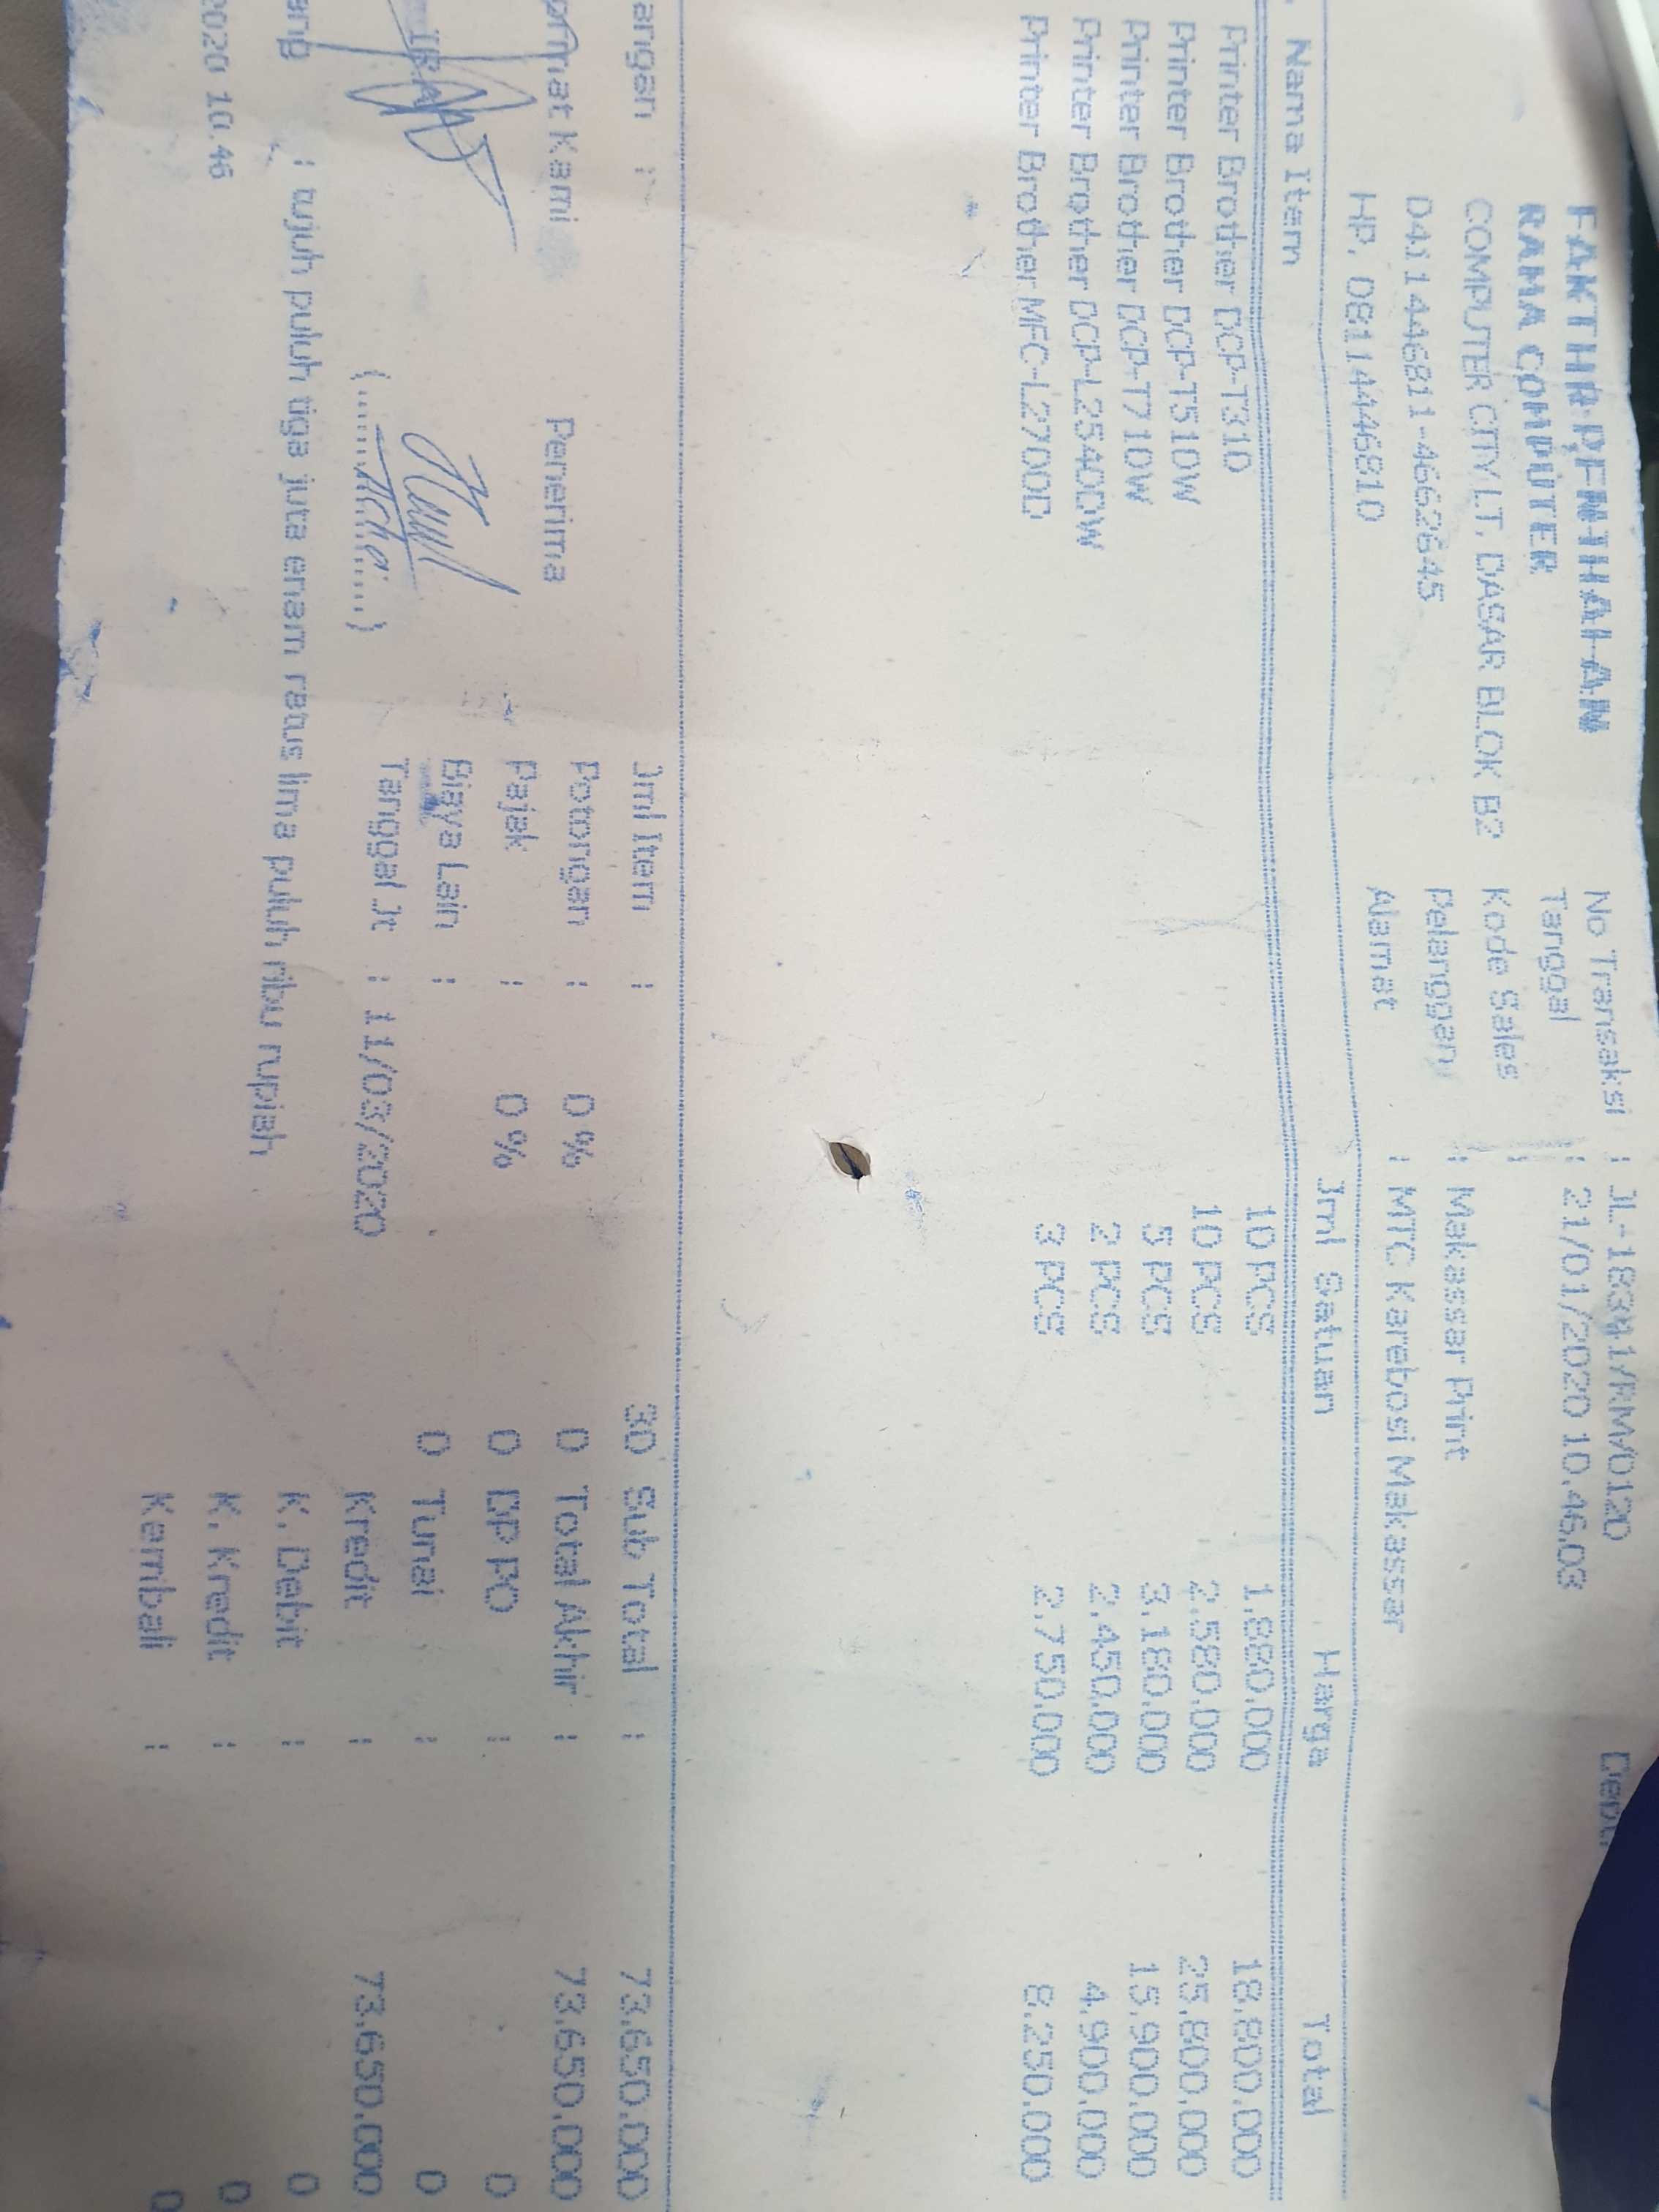 FAKTUR PENJUALAN
RAMA COMPUTER
COMPUTER CITY LT. DASAR BLOK B2
0411446811-4662645
HP. 0811446810
No Transaksi :
Tanggal : 21/01/2020 10.46.03
Kode Sales :
Pelanggan : Makassar Print
Alamat : MTC Karebosi Makassar
. Nama Item Jml Satuan Harga Total
Printer Brother DCP-T310 10 PCS 1.880.000 18.800.000
Printer Brother DCP-T510W 10 PCS 2.580.000 25.800.000
Printer Brother DCP-T710W 5 PCS 3.180.000 15.900.000
Printer Brother DCP-L2540DW 2 PCS 2.450.000 4.900.000
Printer Brother MFC-L2700D 3 PCS 2.750.000 8.250.000
angan : Jml Item : 30 Sub Total : 73.650.000
ormat Kami Penerima Potongan : 0 % 0 Total Akhir : 73.650.000
Pajak : 0 % 0 DP PO : 0
Biaya Lain : 0 Tunai : 0
(..................) Tanggal Jt : 11/03/2020 Kredit : 73.650.000
ang : tujuh puluh tiga juta enam ratus lima puluh ribu rupiah K. Debit : 0
2020 10.46 K. Kredit : 0
Kembali : 0